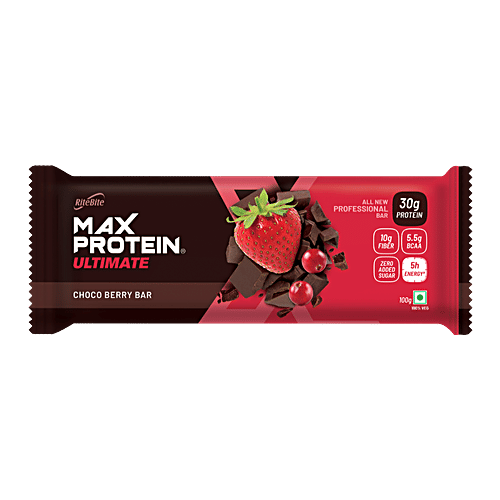 RiteBite
MAX
PROTEIN®
ULTIMATE
CHOCO BERRY BAR
ALL NEW
PROFESSIONAL
BAR
30g
PROTEIN
10g
FIBER
5.5g
BCAA
ZERO
ADDED
SUGAR
5h
ENERGY*
100g
100% VEG